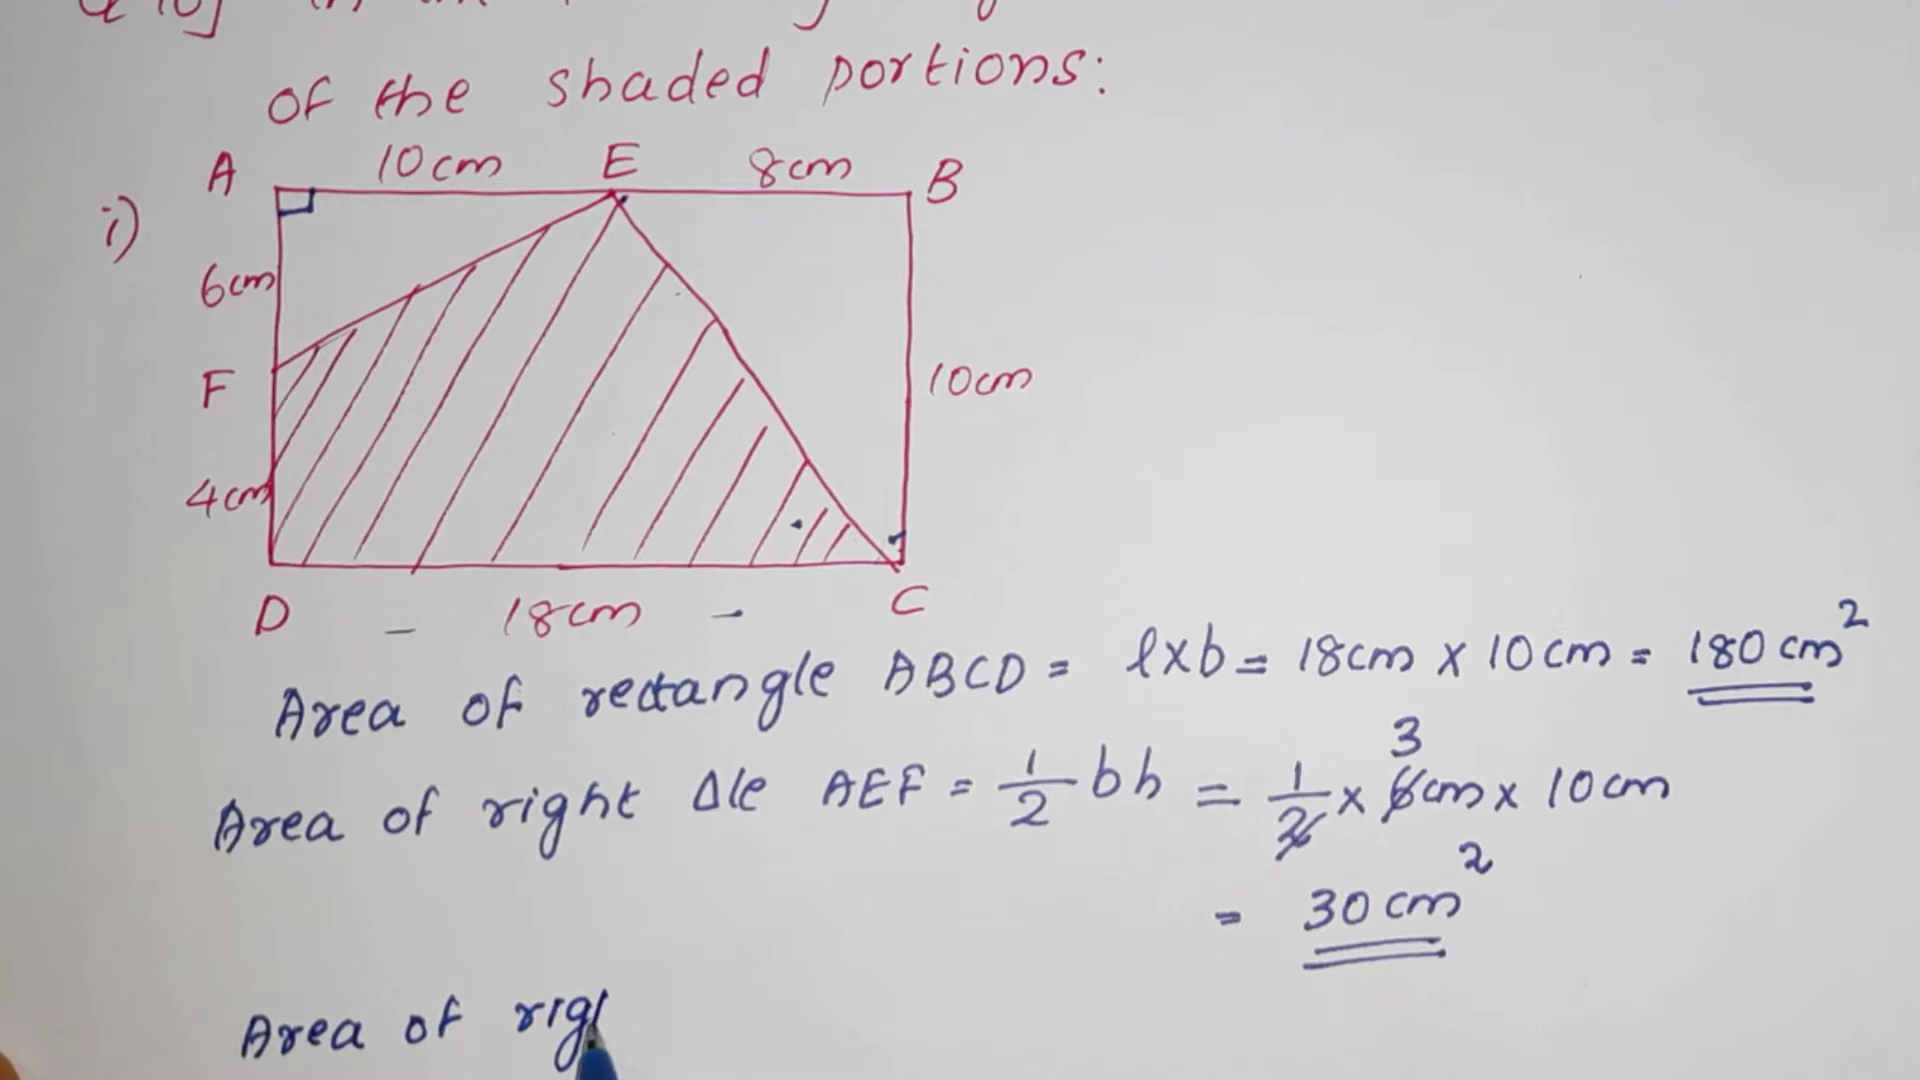 of the shaded portions:
A 10cm E 8cm B
i)
6cm
F 10cm
4cm
D - 18cm - C
Area of rectangle ABCD = l×b = 18cm × 10cm = 180 cm²
Area of right Δle AEF = 1/2 bh = 1/2 × 6cm × 10cm
3
= 30 cm²
Area of rig